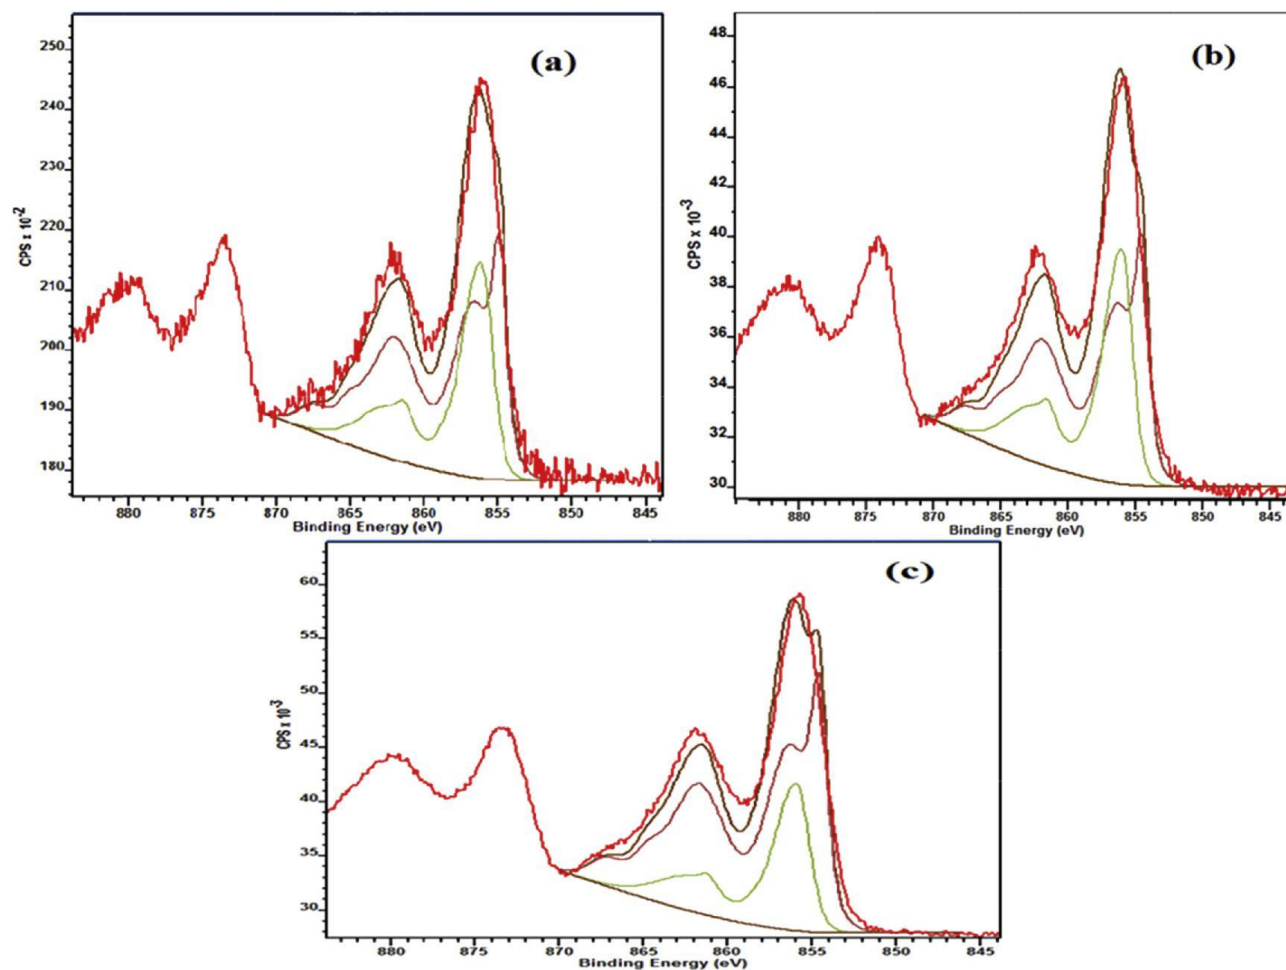 (a)
250
240
230
220
210
200
190
180
CPS x 10-2
880 875 870 865 860 855 850 845
Binding Energy (eV)
(b)
48
46
44
42
40
38
36
34
32
30
CPS x 10-3
880 875 870 865 860 855 850 845
Binding Energy (eV)
(c)
60
55
50
45
40
35
30
CPS x 10-3
880 875 870 865 860 855 850 845
Binding Energy (eV)